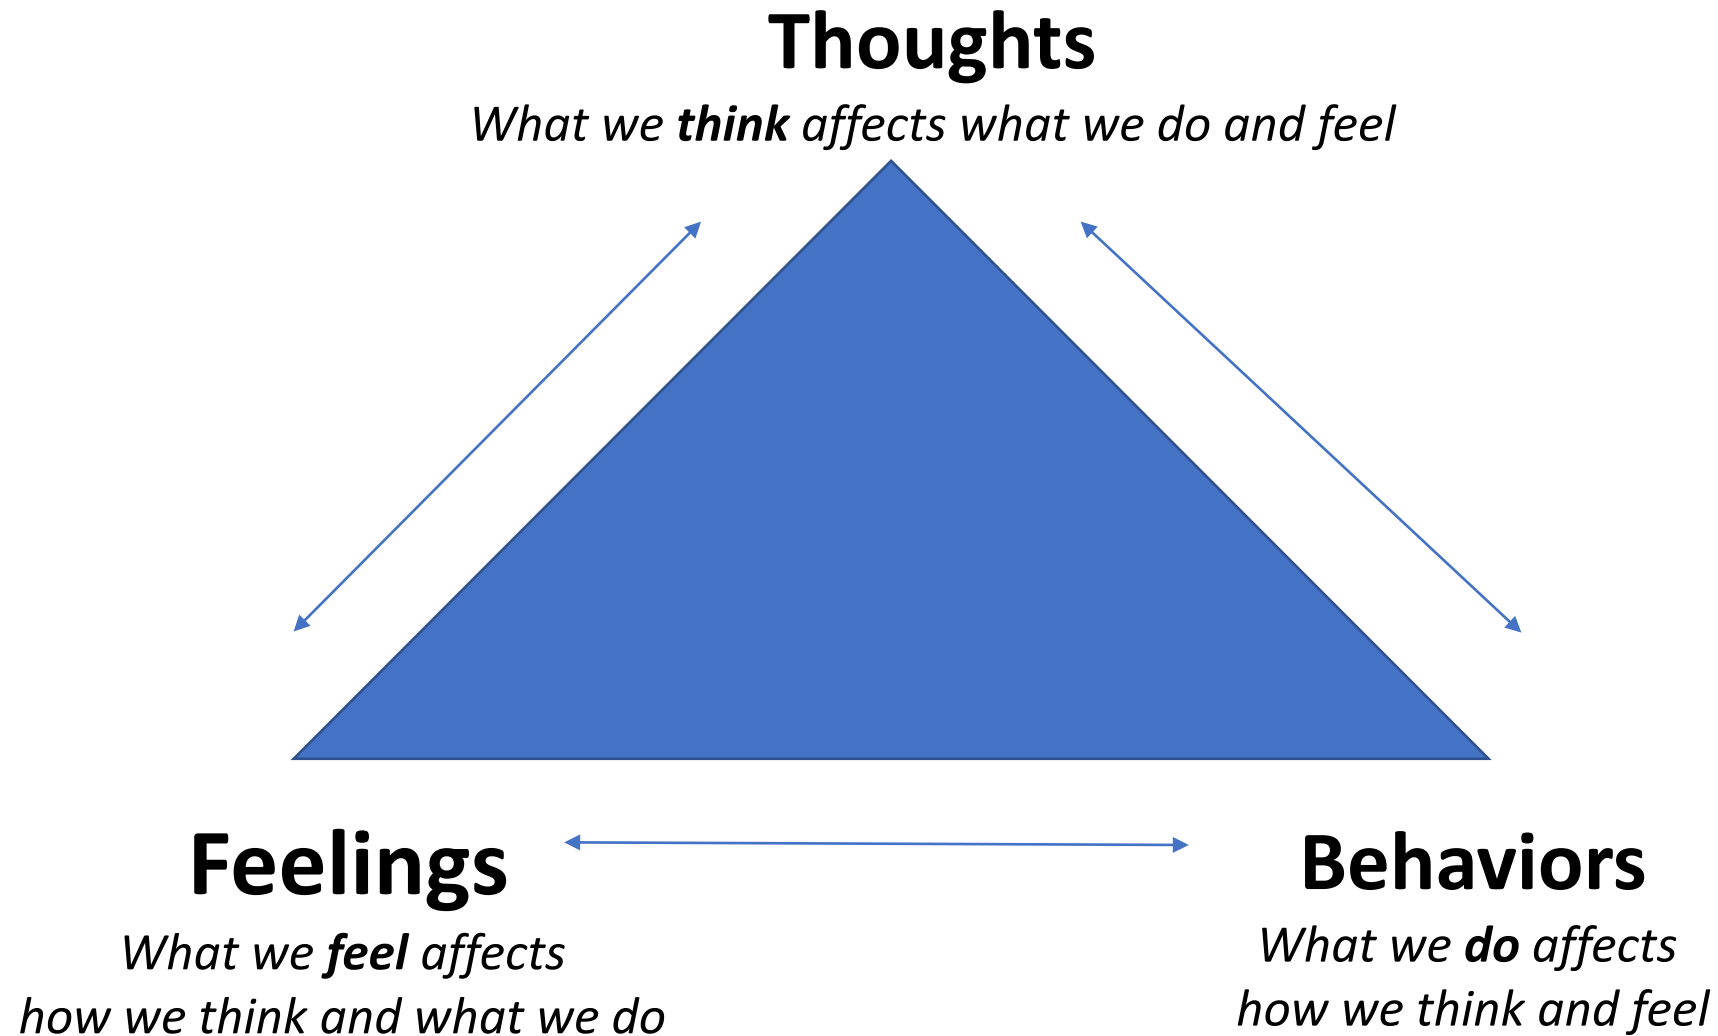 Thoughts
What we think affects what we do and feel
Feelings
What we feel affects
how we think and what we do
Behaviors
What we do affects
how we think and feel